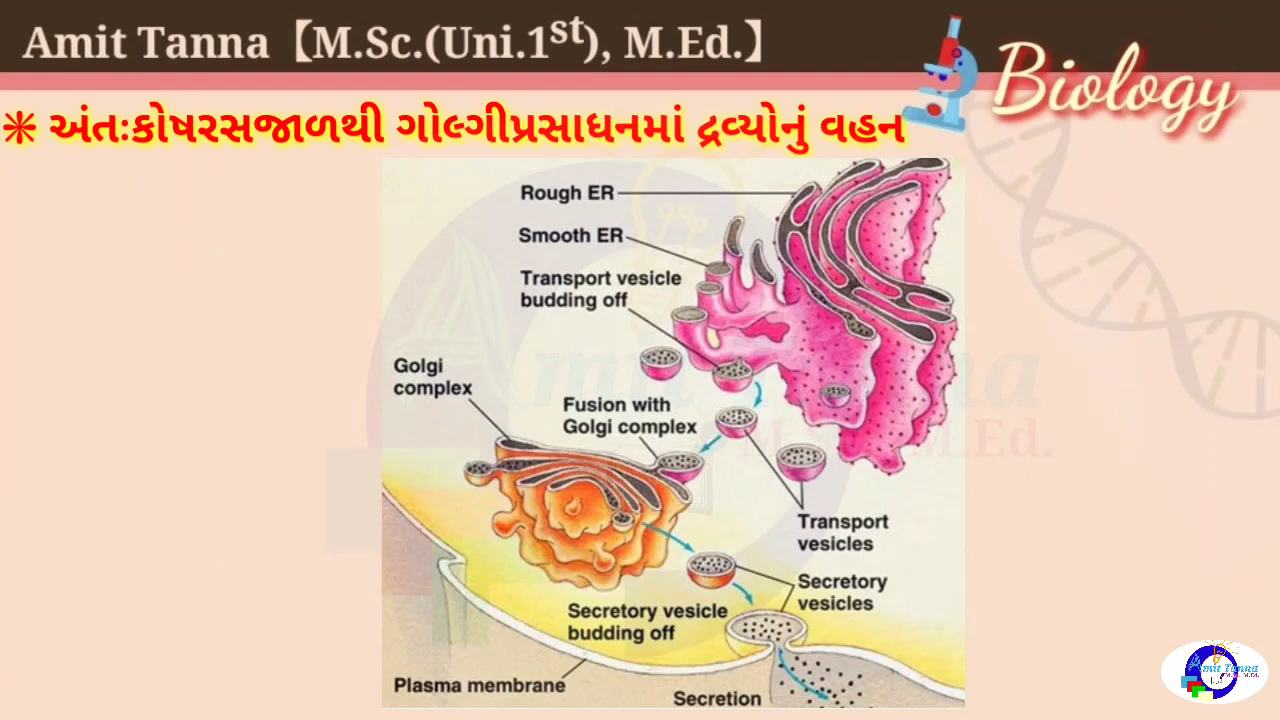 Amit Tanna【M.Sc.(Uni.1st), M.Ed.】
Biology
✳ અંતઃકોષરસજાળથી ગોલ્ગીપ્રસાધનમાં દ્રવ્યોનું વહન
Rough ER
Smooth ER
Transport vesicle
budding off
Golgi
complex
Fusion with
Golgi complex
Transport
vesicles
Secretory
vesicles
Secretory vesicle
budding off
Plasma membrane
Secretion
Amit Tanna